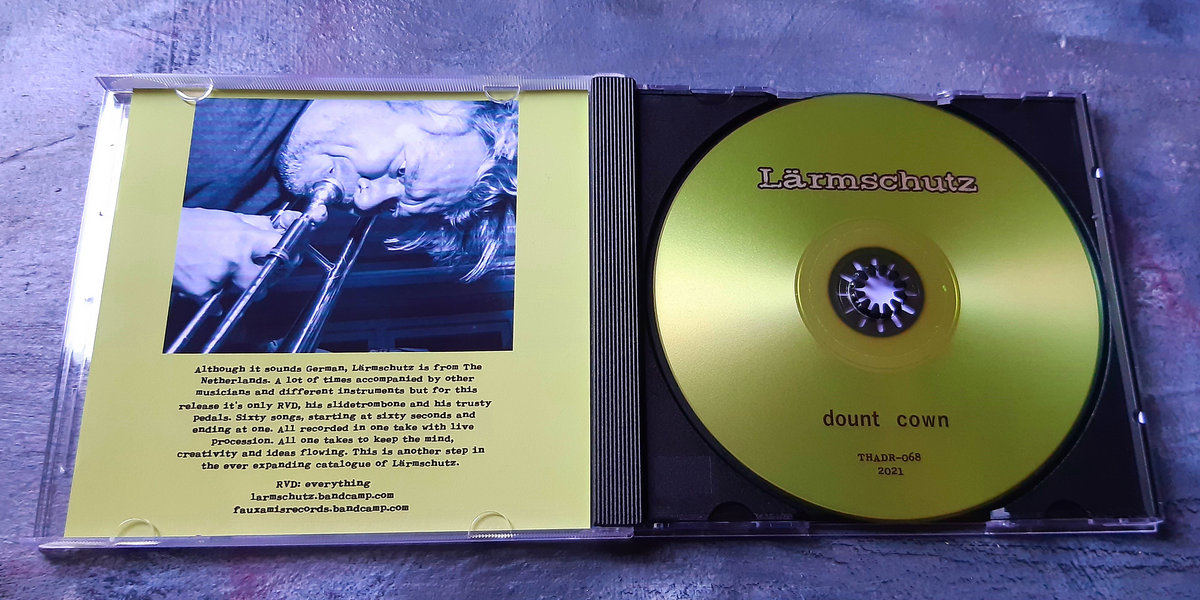 Although it sounds German, Lärmschutz is from The
Netherlands. A lot of times accompanied by other
musicians and different instruments but for this
release it's only RVD, his slidetrombone and his trusty
pedals. Sixty songs, starting at sixty seconds and
ending at one. All recorded in one take with live
procession. All one takes to keep the mind,
creativity and ideas flowing. This is another step in
the ever expanding catalogue of Lärmschutz.
RVD: everything
larmschutz.bandcamp.com
fauxamisrecords.bandcamp.com
Lärmschutz
dount cown
THADR-068
2021